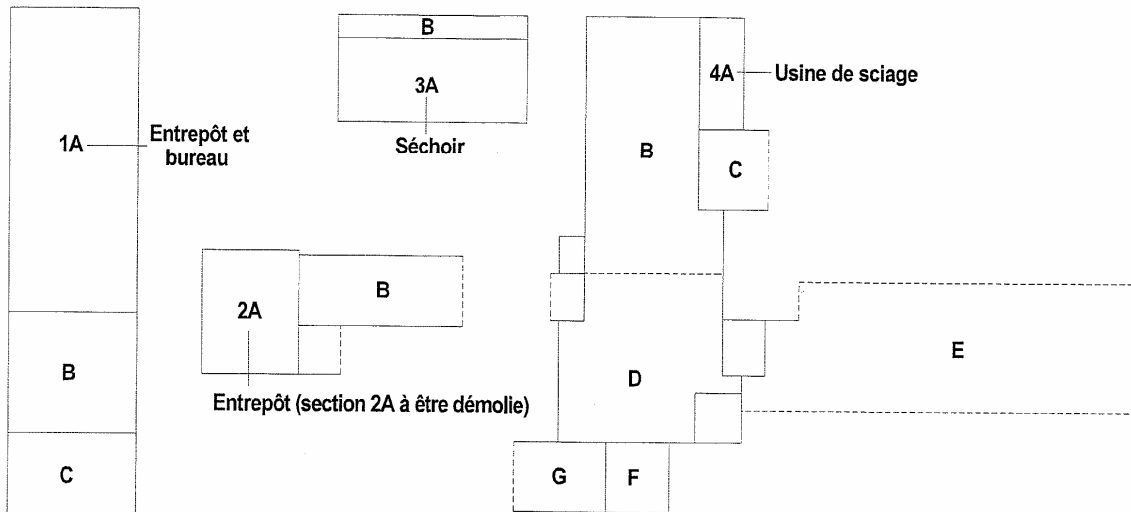 B
3A
Séchoir
4A
Usine de sciage
1A
Entrepôt et
bureau
B
C
2A
B
Entrepôt (section 2A à être démolie)
B
C
D
E
G
F